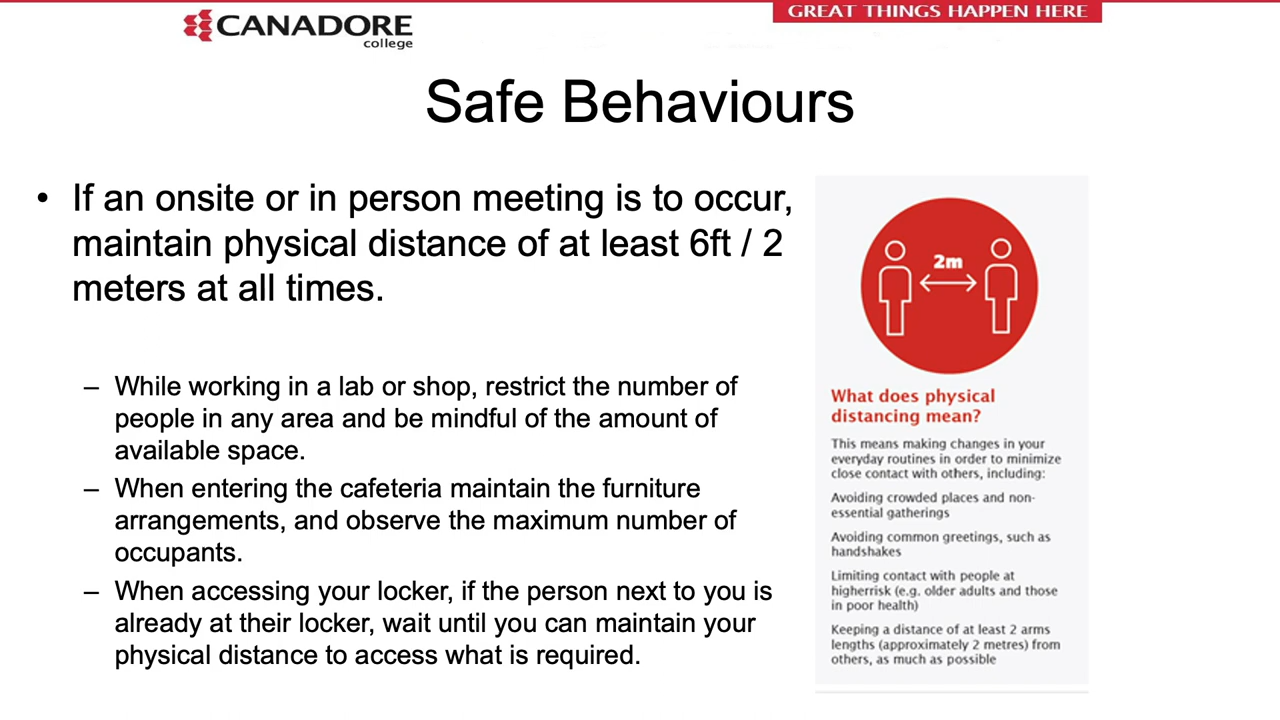 CANADORE
college
GREAT THINGS HAPPEN HERE
Safe Behaviours
• If an onsite or in person meeting is to occur,
maintain physical distance of at least 6ft / 2
meters at all times.
– While working in a lab or shop, restrict the number of
people in any area and be mindful of the amount of
available space.
– When entering the cafeteria maintain the furniture
arrangements, and observe the maximum number of
occupants.
– When accessing your locker, if the person next to you is
already at their locker, wait until you can maintain your
physical distance to access what is required.
2m
What does physical
distancing mean?
This means making changes in your
everyday routines in order to minimize
close contact with others, including:
Avoiding crowded places and non-
essential gatherings
Avoiding common greetings, such as
handshakes
Limiting contact with people at
higherrisk (e.g. older adults and those
in poor health)
Keeping a distance of at least 2 arms
lengths (approximately 2 metres) from
others, as much as possible